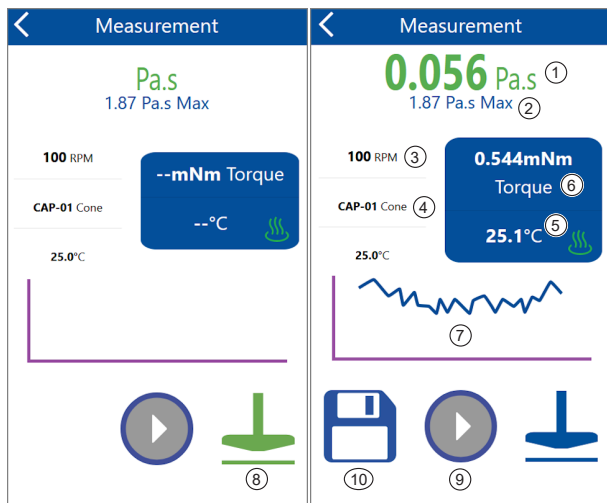 Measurement
Pa.s
1.87 Pa.s Max
100 RPM
--mNm Torque
CAP-01 Cone
--°C
25.0°C
8
Measurement
0.056 Pa.s 1
1.87 Pa.s Max 2
100 RPM 3
0.544mNm
Torque 6
CAP-01 Cone 4
25.1°C 5
25.0°C
7
10
9